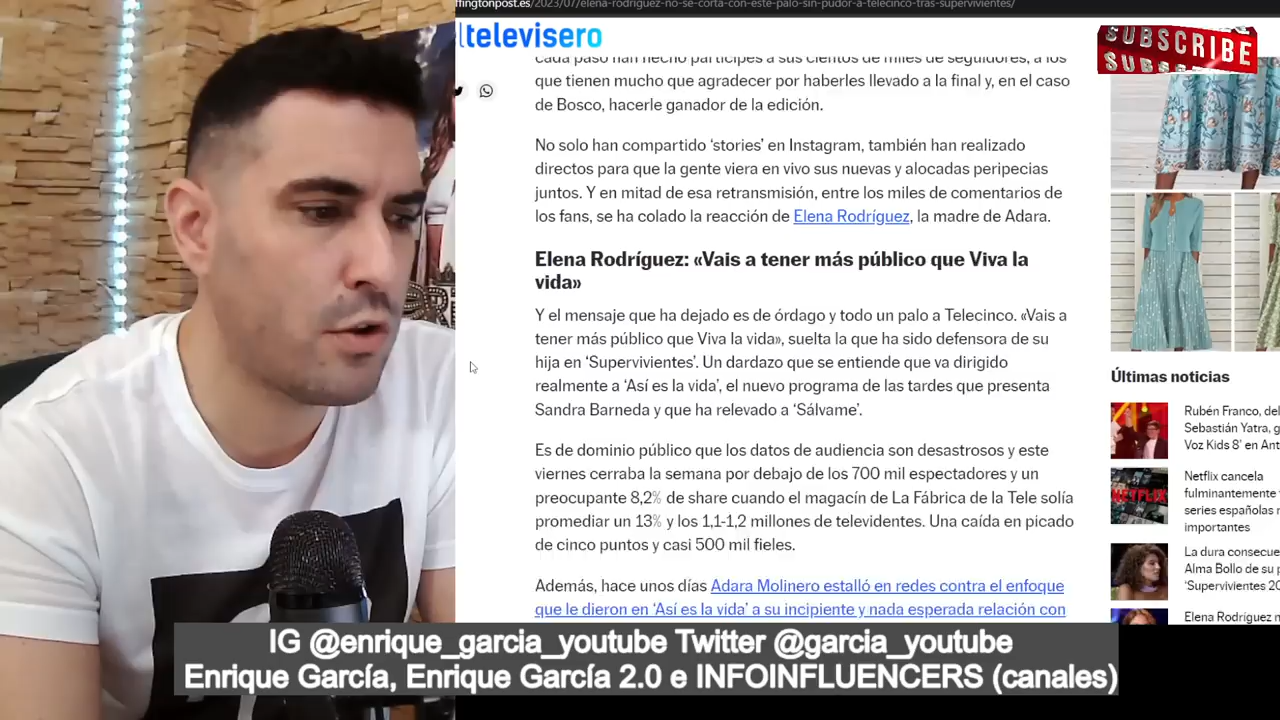 ffingtonpost.es/2023/07/elena-rodriguez-no-se-corta-con-este-palo-sin-pudor-a-telecinco-tras-supervivientes/
ltelevisero
SUBSCRIBE
cada paso han hecho partícipes a sus cientos de miles de seguidores, a los
que tienen mucho que agradecer por haberles llevado a la final y, en el caso
de Bosco, hacerle ganador de la edición.
No solo han compartido ‘stories’ en Instagram, también han realizado
directos para que la gente viera en vivo sus nuevas y alocadas peripecias
juntos. Y en mitad de esa retransmisión, entre los miles de comentarios de
los fans, se ha colado la reacción de Elena Rodríguez, la madre de Adara.
Elena Rodríguez: «Vais a tener más público que Viva la
vida»
Y el mensaje que ha dejado es de órdago y todo un palo a Telecinco. «Vais a
tener más público que Viva la vida», suelta la que ha sido defensora de su
hija en ‘Supervivientes’. Un dardazo que se entiende que va dirigido
realmente a ‘Así es la vida’, el nuevo programa de las tardes que presenta
Sandra Barneda y que ha relevado a ‘Sálvame’.
Es de dominio público que los datos de audiencia son desastrosos y este
viernes cerraba la semana por debajo de los 700 mil espectadores y un
preocupante 8,2% de share cuando el magacín de La Fábrica de la Tele solía
promediar un 13% y los 1,1-1,2 millones de televidentes. Una caída en picado
de cinco puntos y casi 500 mil fieles.
Además, hace unos días Adara Molinero estalló en redes contra el enfoque
que le dieron en ‘Así es la vida’ a su incipiente y nada esperada relación con
Últimas noticias
Rubén Franco, del
Sebastián Yatra, g
Voz Kids 8’ en Ant
NETFLIX
Netflix cancela
fulminantemente
series españolas
importantes
La dura consecue
Alma Bollo de su p
‘Supervivientes 20
Elena Rodríguez n
IG @enrique_garcia_youtube Twitter @garcia_youtube
Enrique García, Enrique García 2.0 e INFOINFLUENCERS (canales)